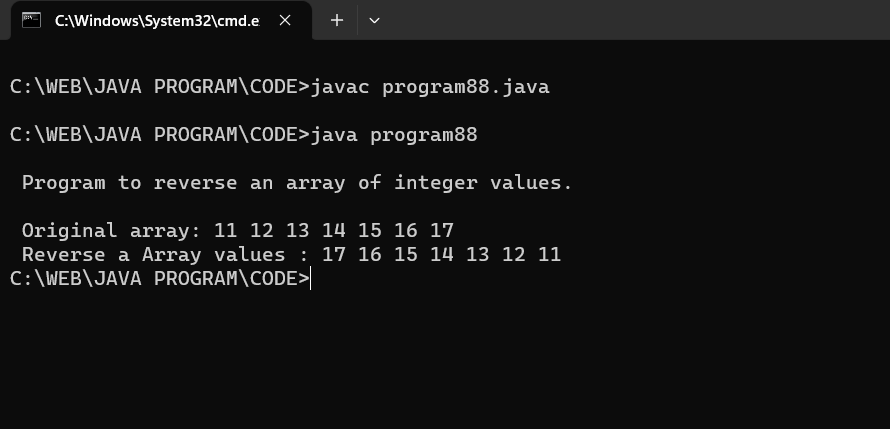 C:\Windows\System32\cmd.e
C:\WEB\JAVA PROGRAM\CODE>javac program88.java
C:\WEB\JAVA PROGRAM\CODE>java program88
Program to reverse an array of integer values.
Original array: 11 12 13 14 15 16 17
Reverse a Array values : 17 16 15 14 13 12 11
C:\WEB\JAVA PROGRAM\CODE>